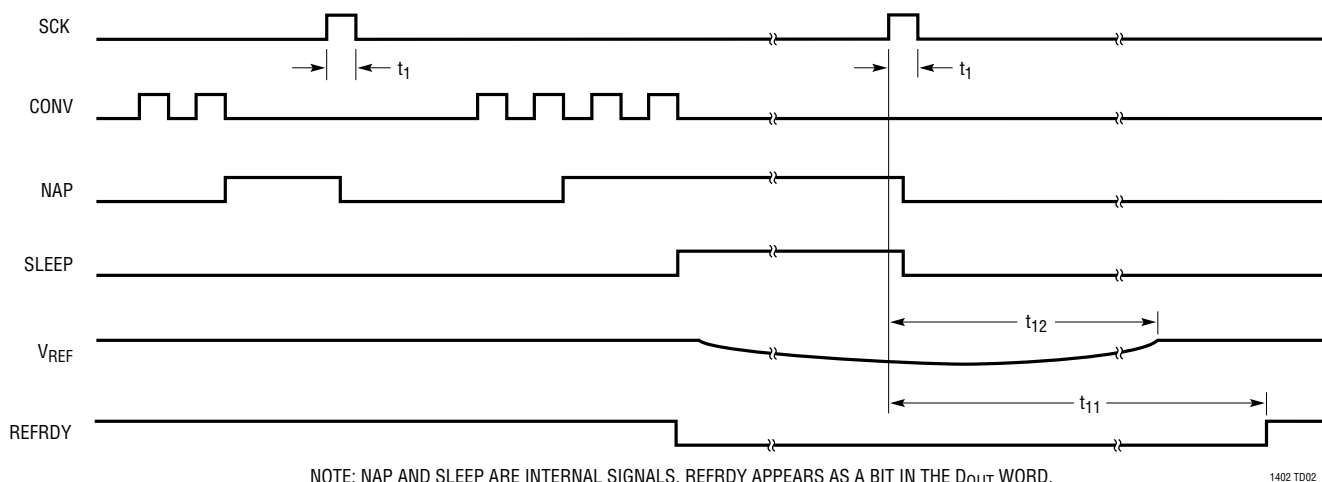 SCK
t1
t1
CONV
NAP
SLEEP
t12
VREF
t11
REFRDY
NOTE: NAP AND SLEEP ARE INTERNAL SIGNALS. REFRDY APPEARS AS A BIT IN THE DOUT WORD.
1402 TD02